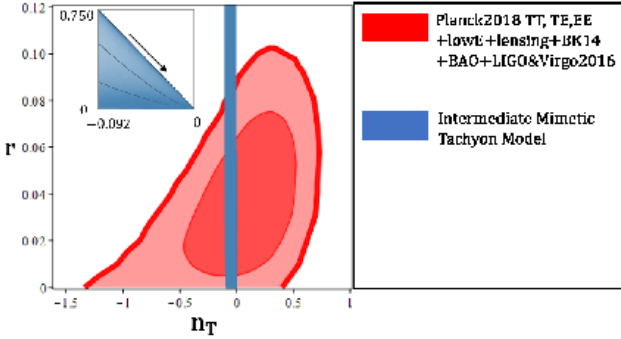 0.12
0.10
0.08
0.06
0.04
0.02
0
r
0.750
0
−0.092
0
−1.5
−1
−0.5
0
0.5
1
n_T
Planck2018 TT, TE,EE
+lowE+lensing+BK14
+BAO+LIGO&Virgo2016
Intermediate Mimetic
Tachyon Model